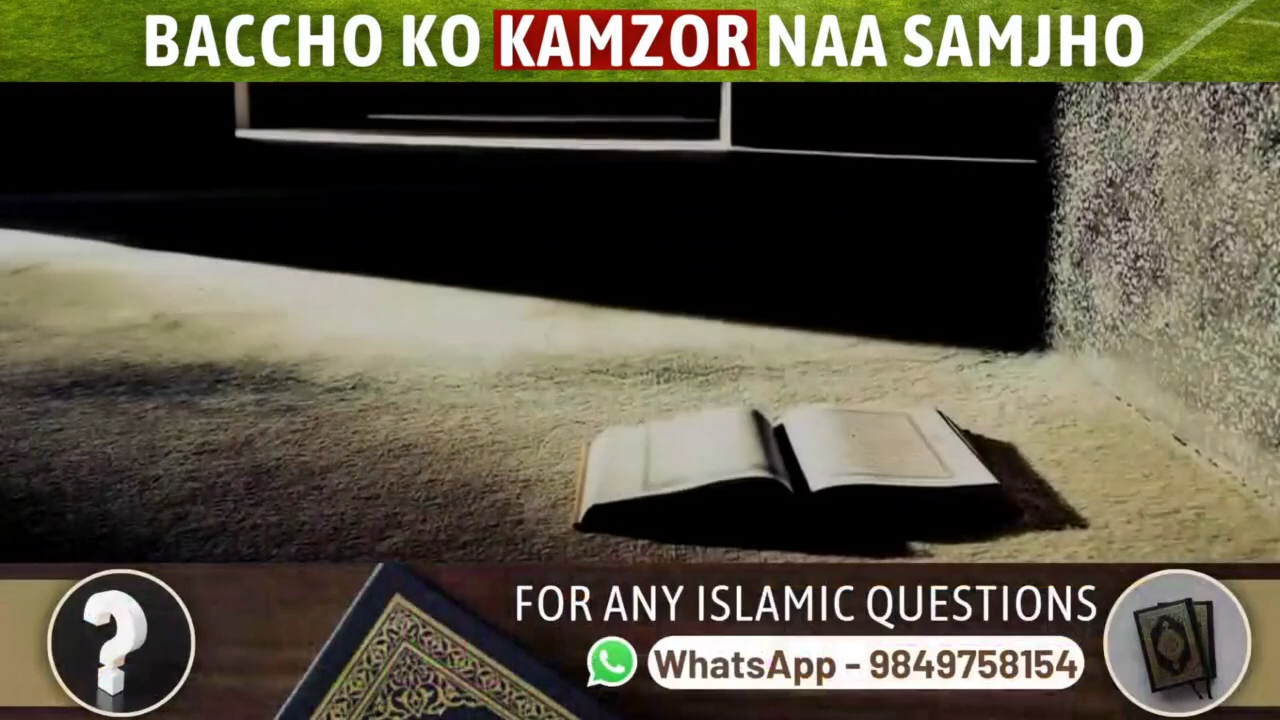 BACCHO KO KAMZOR NAA SAMJHO
FOR ANY ISLAMIC QUESTIONS
WhatsApp - 9849758154